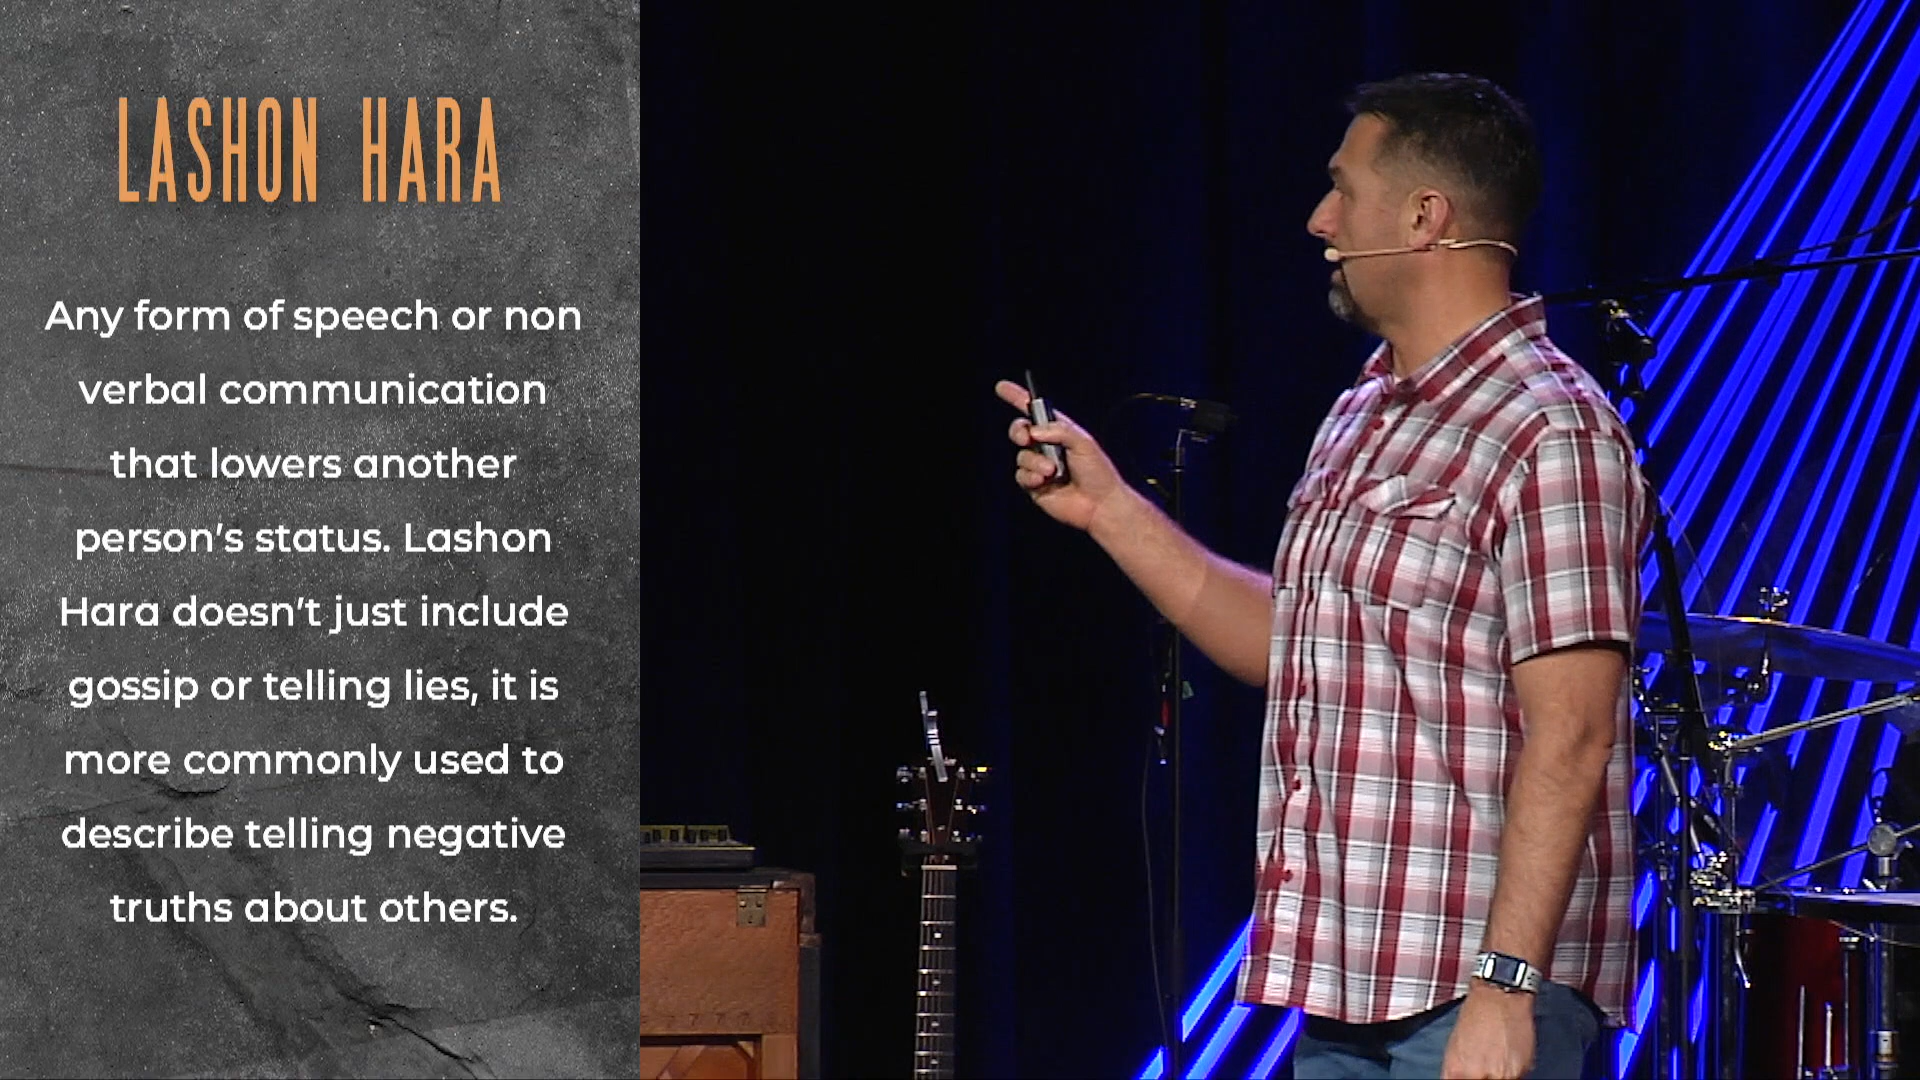 LASHON HARA
Any form of speech or non
verbal communication
that lowers another
person's status. Lashon
Hara doesn't just include
gossip or telling lies, it is
more commonly used to
describe telling negative
truths about others.